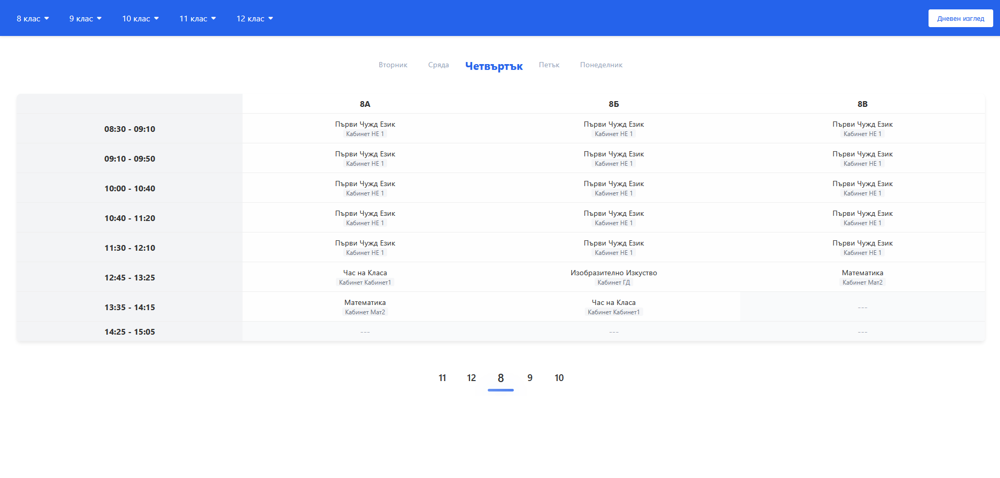 8 клас 9 клас 10 клас 11 клас 12 клас Дневен изглед
Вторник Сряда Четвъртък Петък Понеделник
8А 8Б 8В
08:30 - 09:10 Първи Чужд Език Първи Чужд Език Първи Чужд Език
Кабинет НЕ 1 Кабинет НЕ 1 Кабинет НЕ 1
09:10 - 09:50 Първи Чужд Език Първи Чужд Език Първи Чужд Език
Кабинет НЕ 1 Кабинет НЕ 1 Кабинет НЕ 1
10:00 - 10:40 Първи Чужд Език Първи Чужд Език Първи Чужд Език
Кабинет НЕ 1 Кабинет НЕ 1 Кабинет НЕ 1
10:40 - 11:20 Първи Чужд Език Първи Чужд Език Първи Чужд Език
Кабинет НЕ 1 Кабинет НЕ 1 Кабинет НЕ 1
11:30 - 12:10 Първи Чужд Език Първи Чужд Език Първи Чужд Език
Кабинет НЕ 1 Кабинет НЕ 1 Кабинет НЕ 1
12:45 - 13:25 Час на Класа Изобразително Изкуство Математика
Кабинет Кабинет1 Кабинет ГД Кабинет Мат2
13:35 - 14:15 Математика Час на Класа ---
Кабинет Мат2 Кабинет Кабинет1
14:25 - 15:05 --- --- ---
11 12 8 9 10